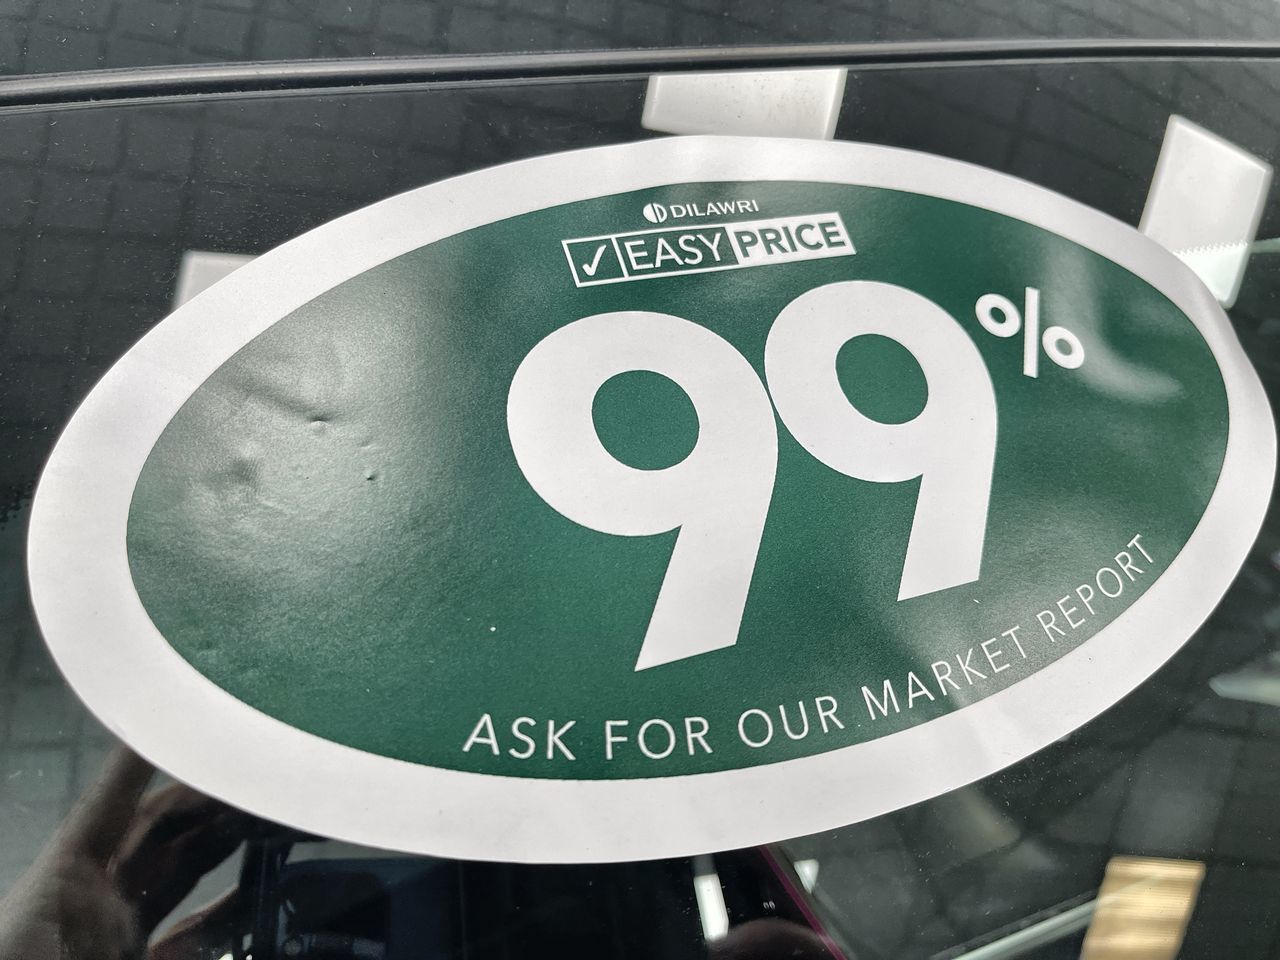 DILAWRI
EASY PRICE
99%
ASK FOR OUR MARKET REPORT